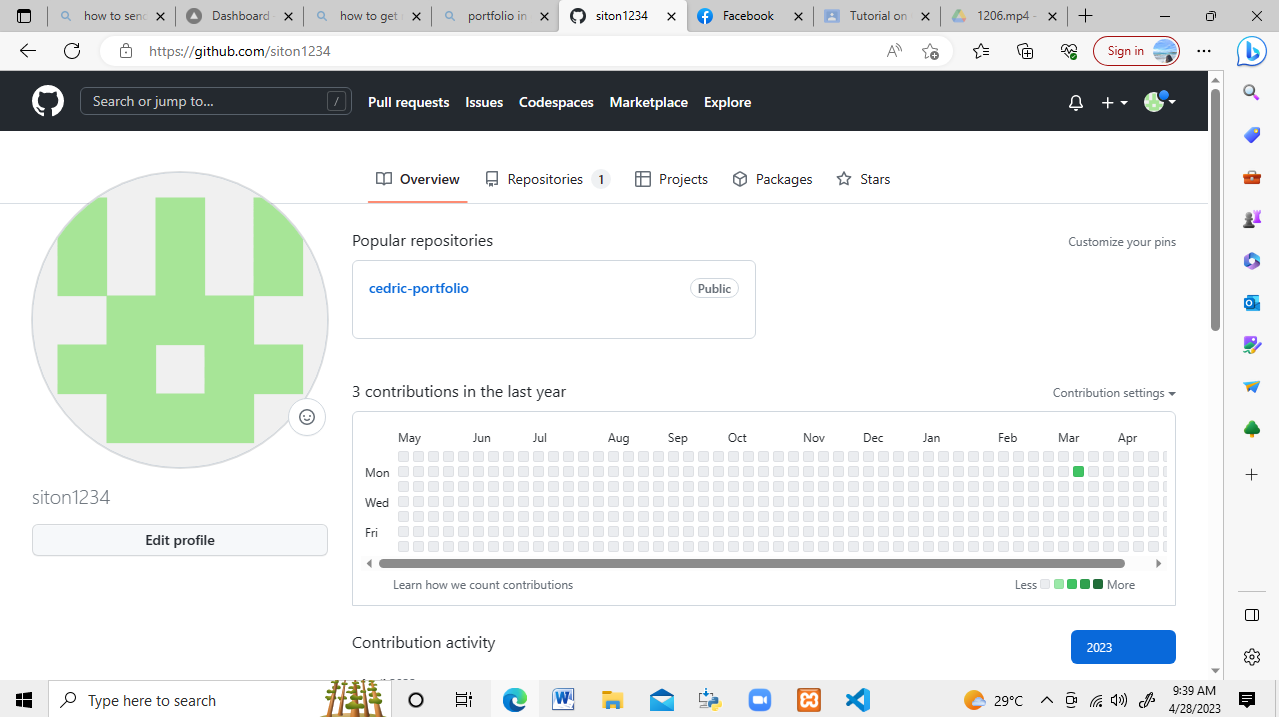 how to send
Dashboard
how to get
portfolio in
siton1234
Facebook
Tutorial on
1206.mp4 -
https://github.com/siton1234
Sign in
Search or jump to...
/
Pull requests
Issues
Codespaces
Marketplace
Explore
Overview
Repositories 1
Projects
Packages
Stars
Popular repositories
Customize your pins
cedric-portfolio
Public
3 contributions in the last year
Contribution settings
May Jun Jul Aug Sep Oct Nov Dec Jan Feb Mar Apr
Mon
Wed
Fri
siton1234
Edit profile
Learn how we count contributions
Less
More
Contribution activity
2023
Type here to search
29°C
9:39 AM
4/28/2023